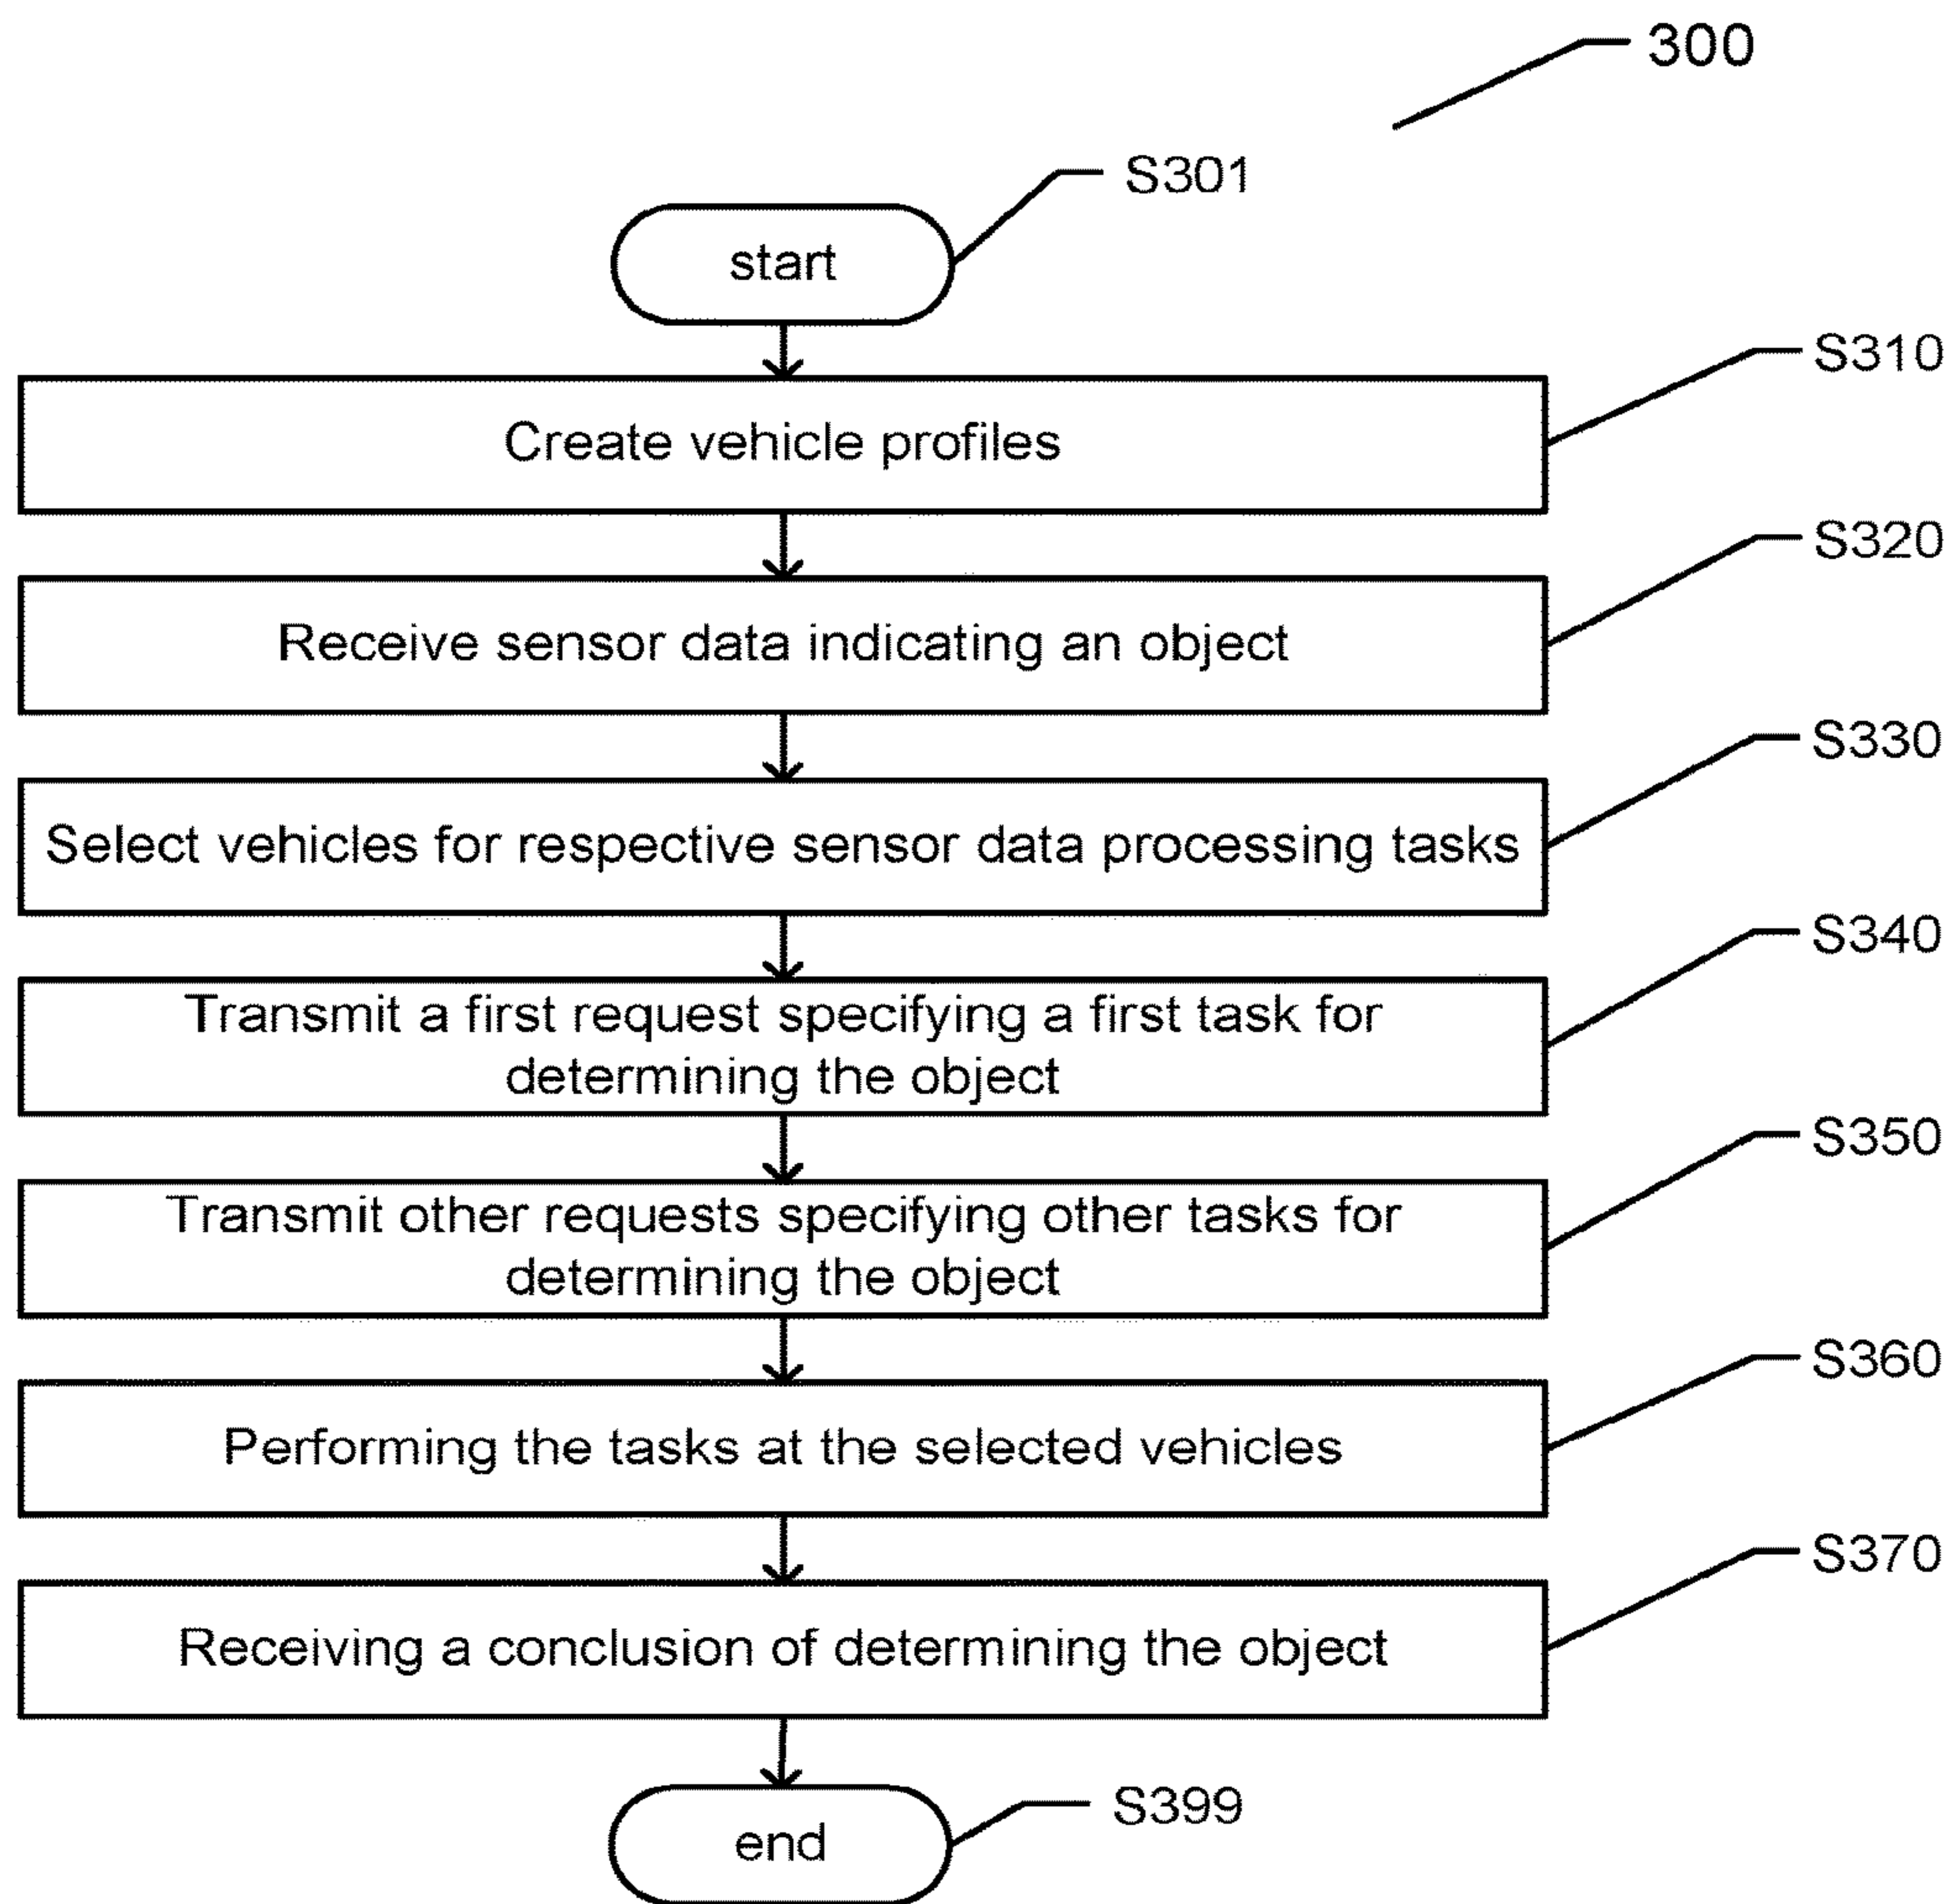 300
S301
start
S310
Create vehicle profiles
S320
Receive sensor data indicating an object
S330
Select vehicles for respective sensor data processing tasks
S340
Transmit a first request specifying a first task for
determining the object
S350
Transmit other requests specifying other tasks for
determining the object
S360
Performing the tasks at the selected vehicles
S370
Receiving a conclusion of determining the object
S399
end